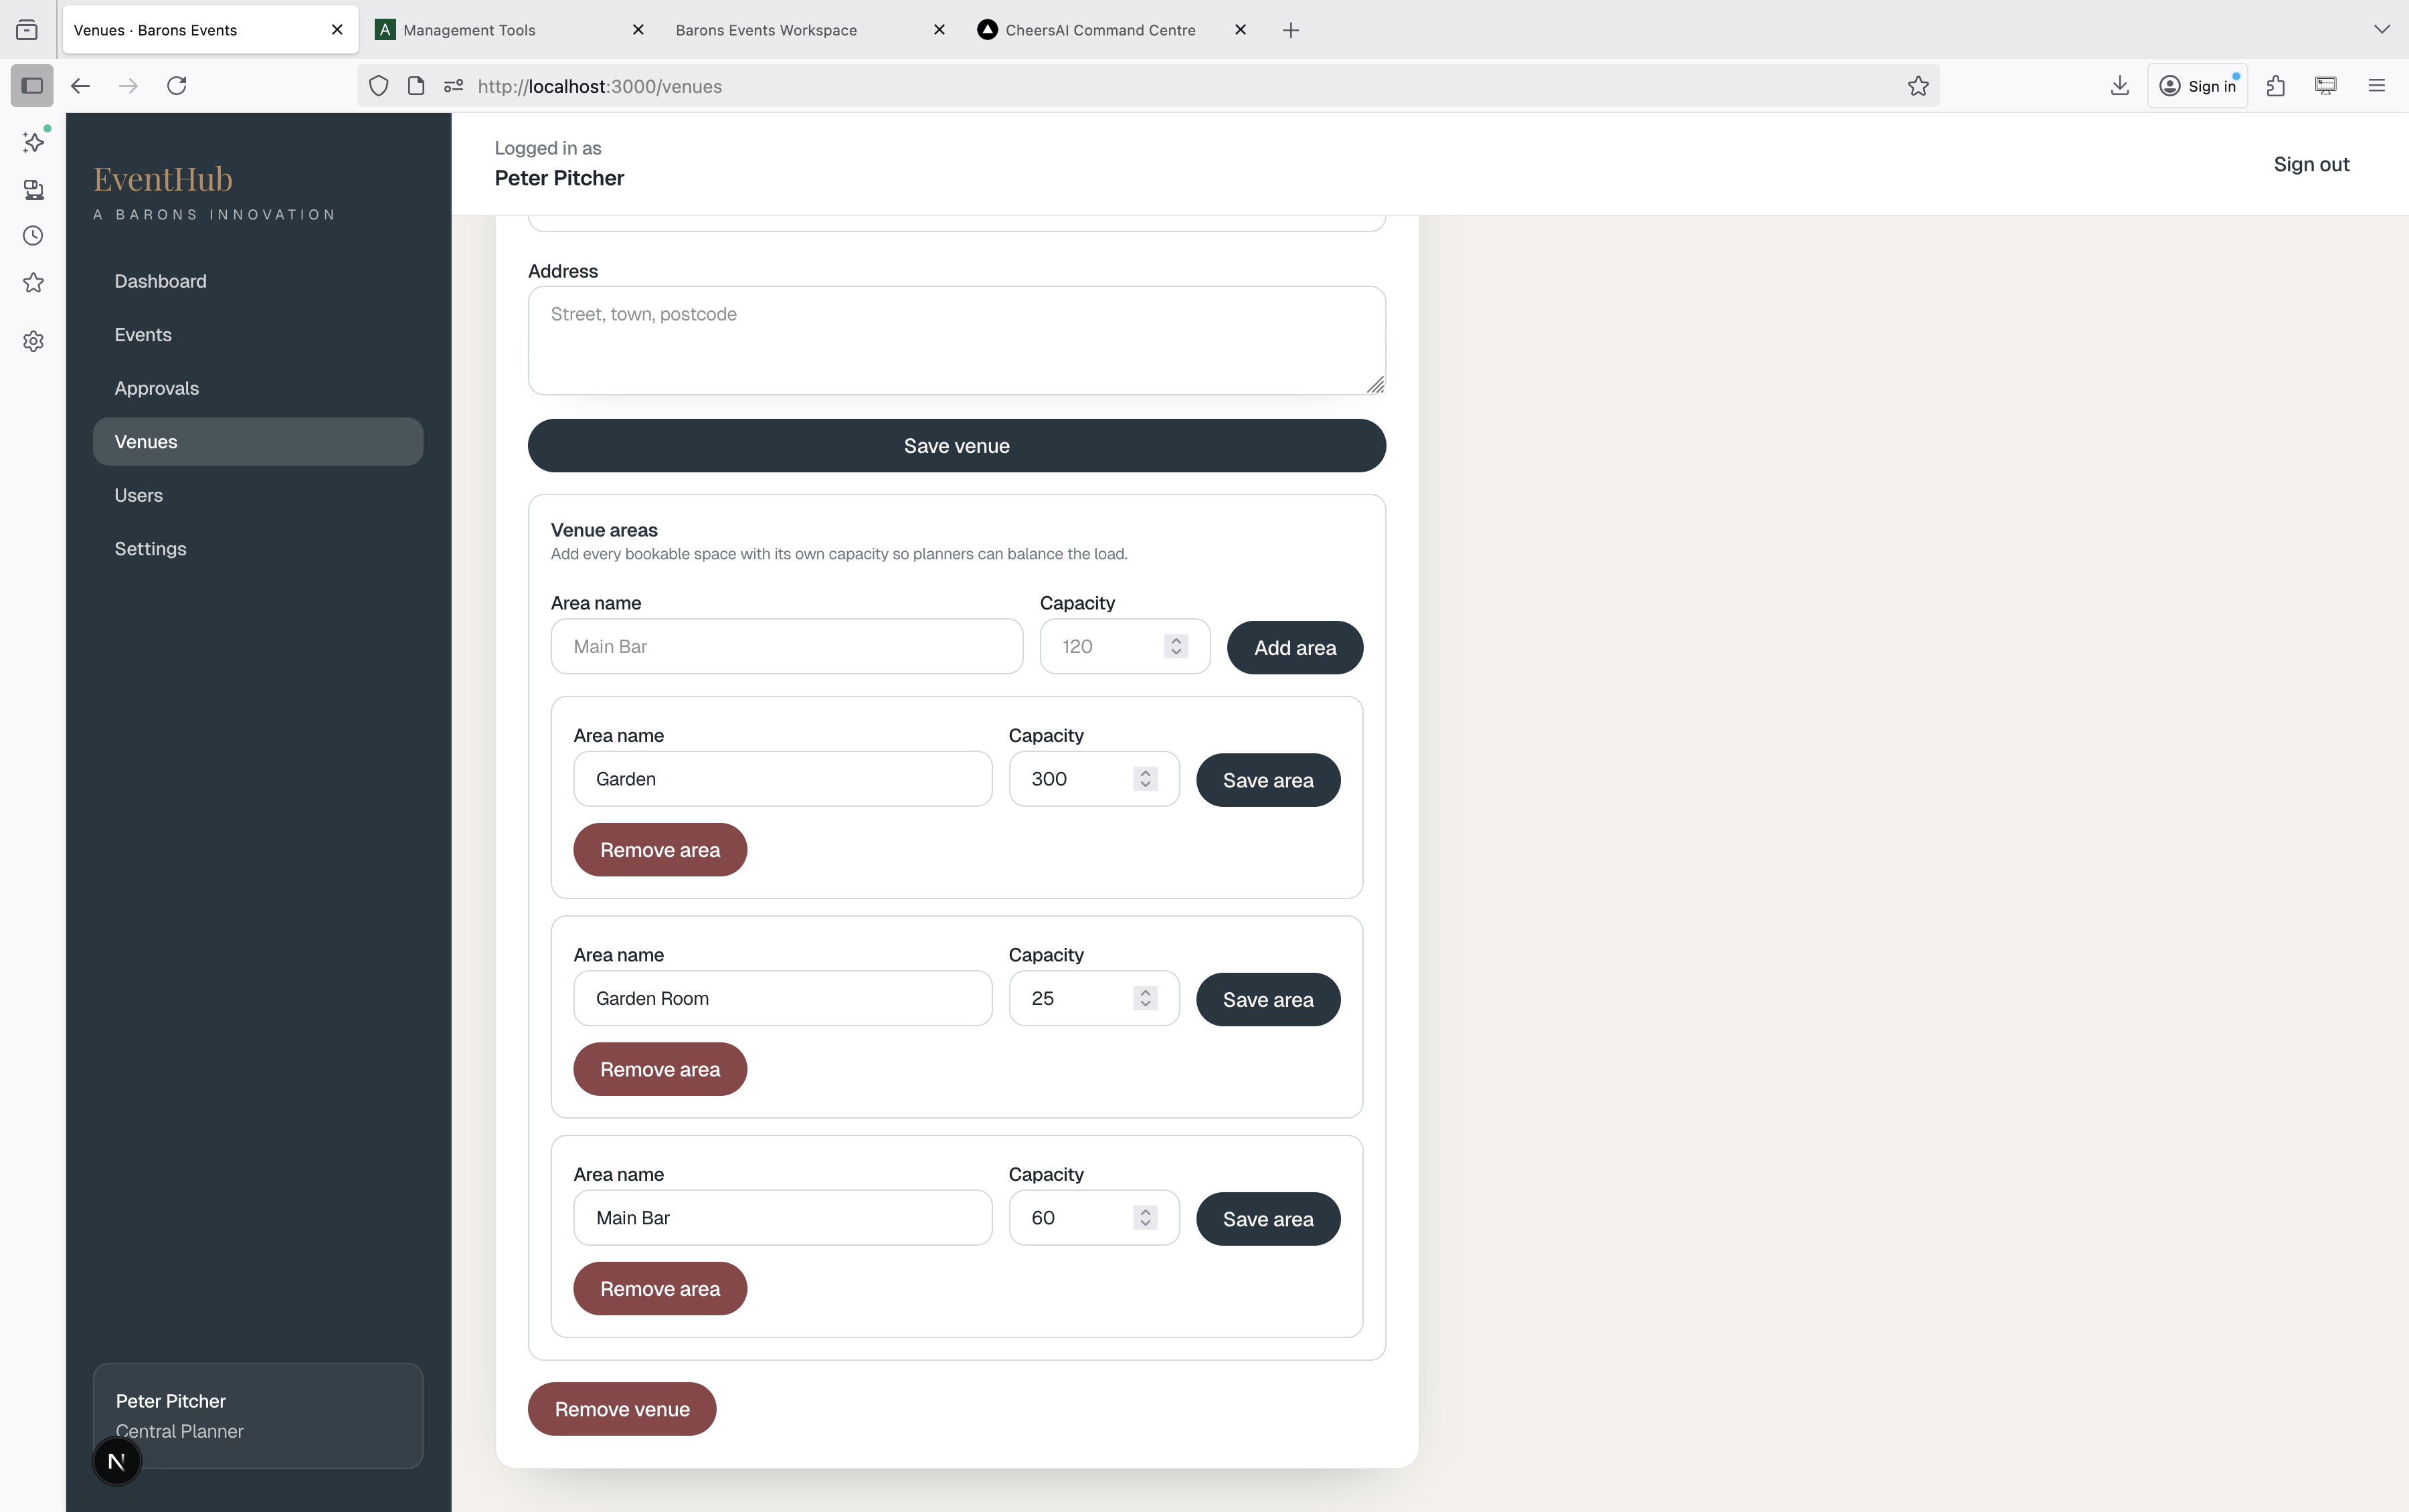 Venues · Barons Events
Management Tools
Barons Events Workspace
CheersAI Command Centre
http://localhost:3000/venues
Sign in
EventHub
A BARONS INNOVATION
Dashboard
Events
Approvals
Venues
Users
Settings
Peter Pitcher
Central Planner
N
Logged in as
Peter Pitcher
Sign out
Address
Street, town, postcode
Save venue
Venue areas
Add every bookable space with its own capacity so planners can balance the load.
Area name
Capacity
Main Bar
120
Add area
Area name
Capacity
Garden
300
Save area
Remove area
Area name
Capacity
Garden Room
25
Save area
Remove area
Area name
Capacity
Main Bar
60
Save area
Remove area
Remove venue